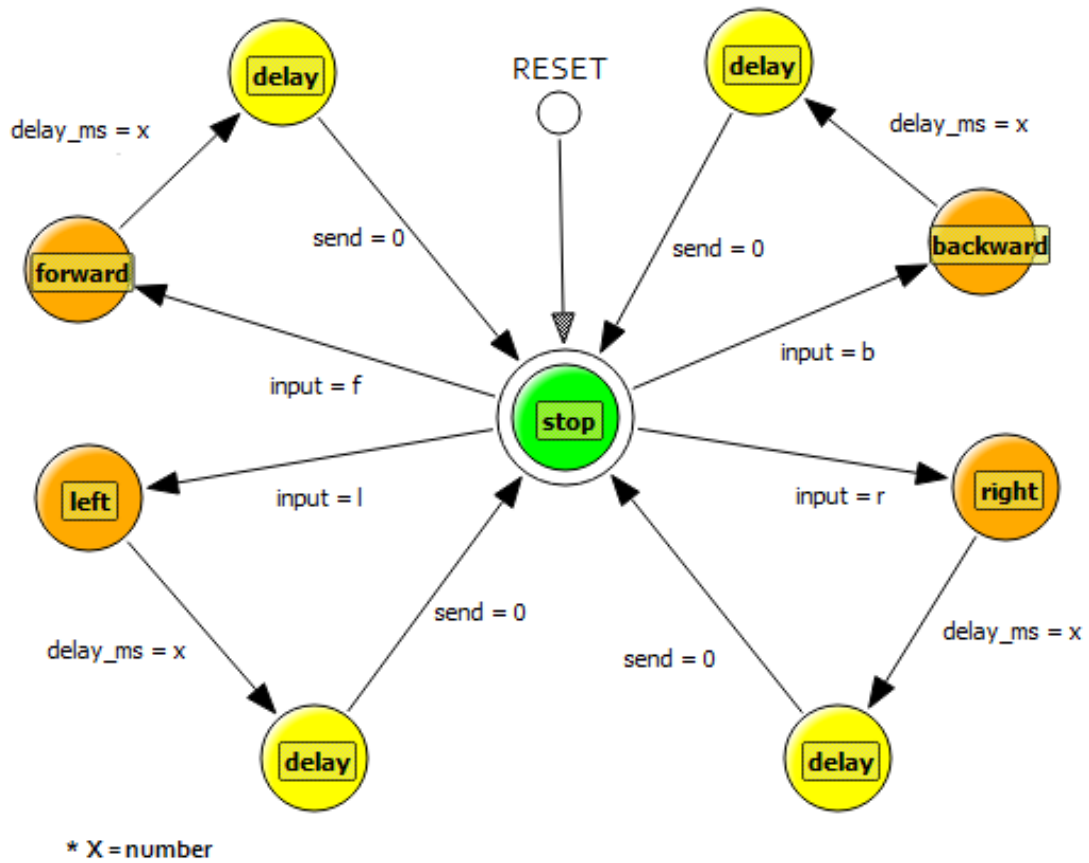 delay
RESET
delay
delay_ms = x
delay_ms = x
send = 0
send = 0
forward
backward
input = f
input = b
stop
left
input = l
input = r
right
send = 0
delay_ms = x
send = 0
delay_ms = x
delay
delay
* X = number